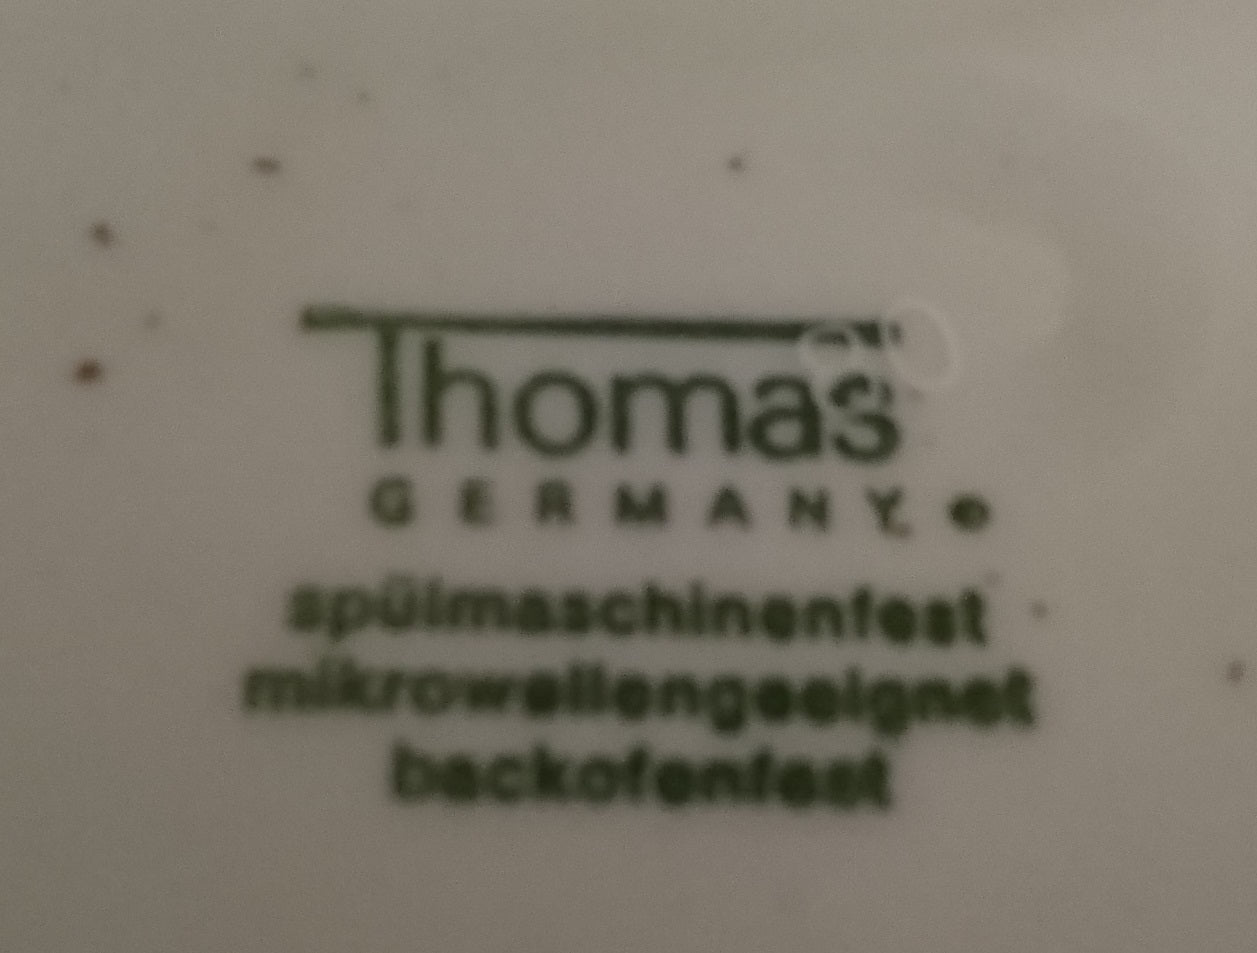 Thomas
GERMANY
spülmaschinenfest
mikrowellengeeignet
backofenfest